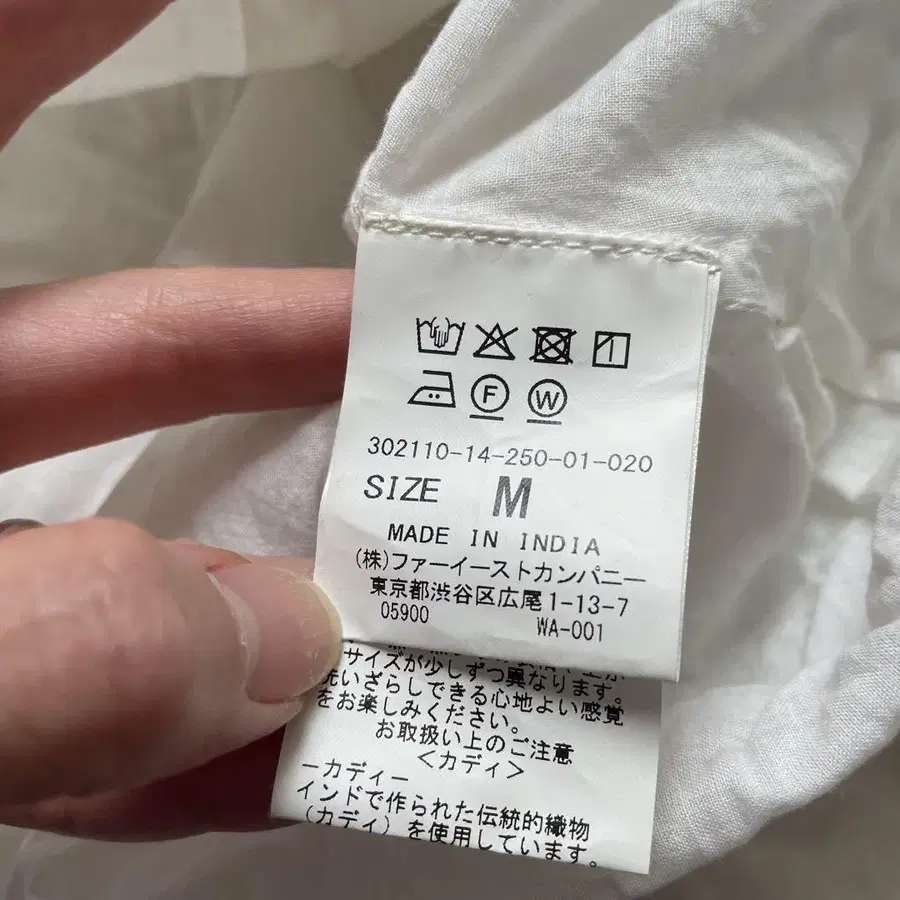 F W
302110-14-250-01-020
SIZE M
MADE IN INDIA
(株)ファーイーストカンパニー
東京都渋谷区広尾1-13-7
05900 WA-001
サイズが少しずつ異なります。
洗いざらしできる心地よい感覚
をお楽しみください。
お取扱い上のご注意
<カディ>
ーカディー
インドで作られた伝統的織物
(カディ)を使用しています。